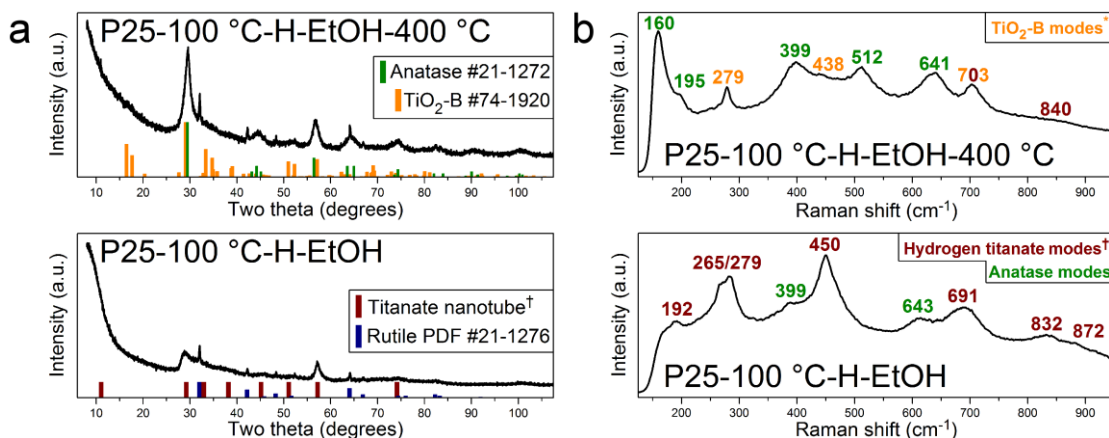 a
P25-100 °C-H-EtOH-400 °C
Intensity (a.u.)
Anatase #21-1272
TiO₂-B #74-1920
10 20 30 40 50 60 70 80 90 100
Two theta (degrees)
P25-100 °C-H-EtOH
Intensity (a.u.)
Titanate nanotube†
Rutile PDF #21-1276
10 20 30 40 50 60 70 80 90 100
Two theta (degrees)
b
TiO₂-B modes*
160
195
279
399
438
512
641
703
840
Intensity (a.u.)
P25-100 °C-H-EtOH-400 °C
200 300 400 500 600 700 800 900
Raman shift (cm⁻¹)
Hydrogen titanate modes†
Anatase modes
192
265/279
399
450
643
691
832
872
Intensity (a.u.)
P25-100 °C-H-EtOH
200 300 400 500 600 700 800 900
Raman shift (cm⁻¹)